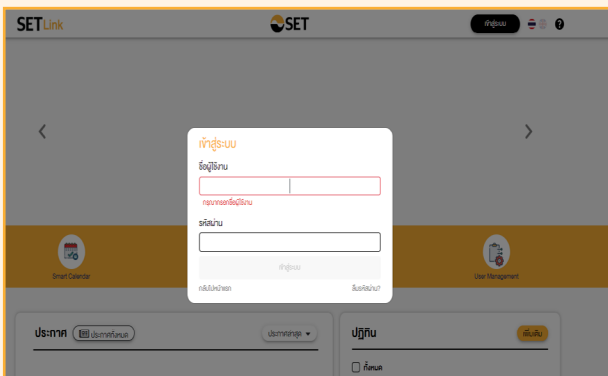 SETLink
SET
เข้าสู่ระบบ
?
เข้าสู่ระบบ
ชื่อผู้ใช้งาน
กรุณากรอกชื่อผู้ใช้งาน
รหัสผ่าน
เข้าสู่ระบบ
กลับไปหน้าแรก
ลืมรหัสผ่าน?
Smart Calendar
User Management
ประกาศ
ประกาศทั้งหมด
ประกาศล่าสุด
ปฏิทิน
เพิ่มเติม
ทั้งหมด